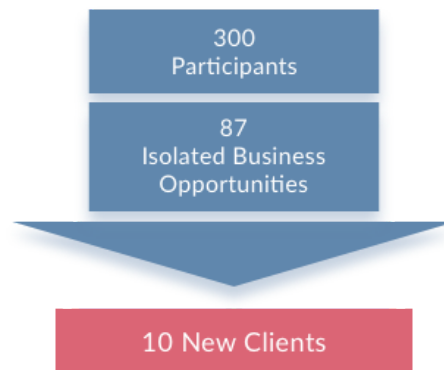 300
Participants
87
Isolated Business
Opportunities
10 New Clients